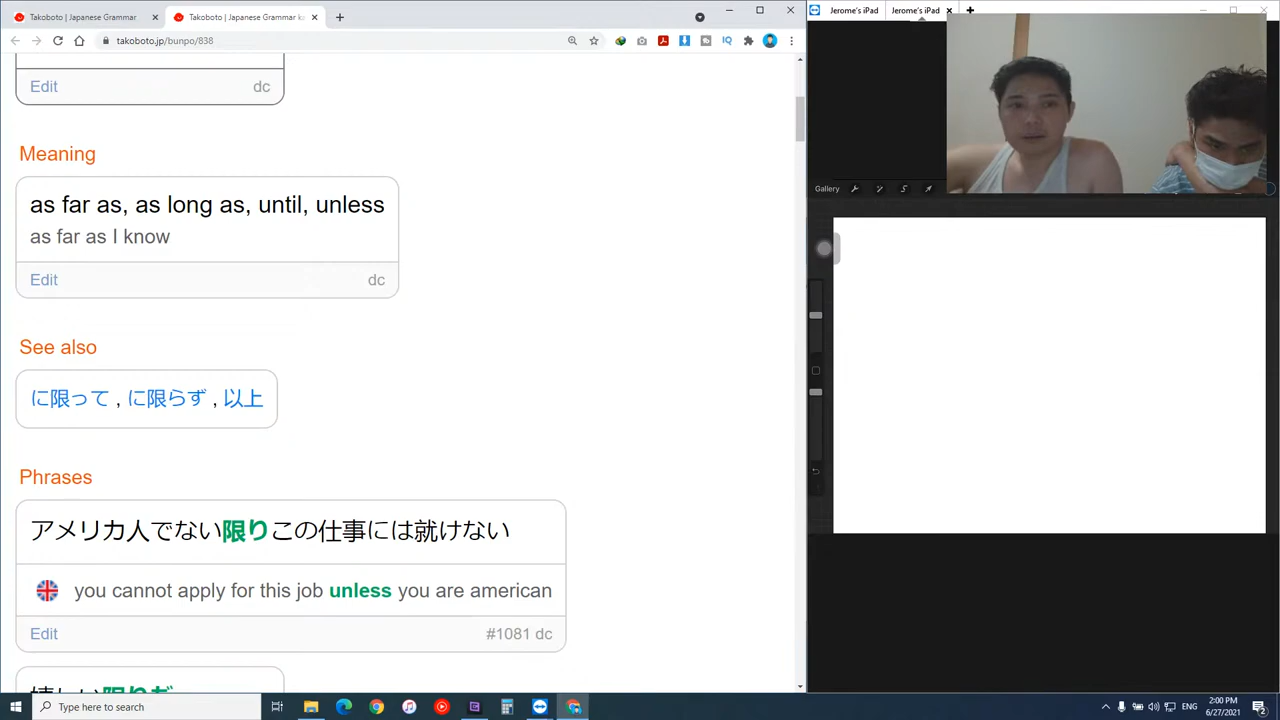 Takoboto | Japanese Grammar
Takoboto | Japanese Grammar ka
Jerome's iPad
Jerome's iPad
takoboto.jp/bunpo/838
Edit
dc
Meaning
as far as, as long as, until, unless
as far as I know
Edit
dc
See also
に限って , に限らず , 以上
Phrases
アメリカ人でない限りこの仕事には就けない
you cannot apply for this job unless you are american
Edit
#1081 dc
Gallery
Type here to search
ENG
2:00 PM
6/27/2021
2